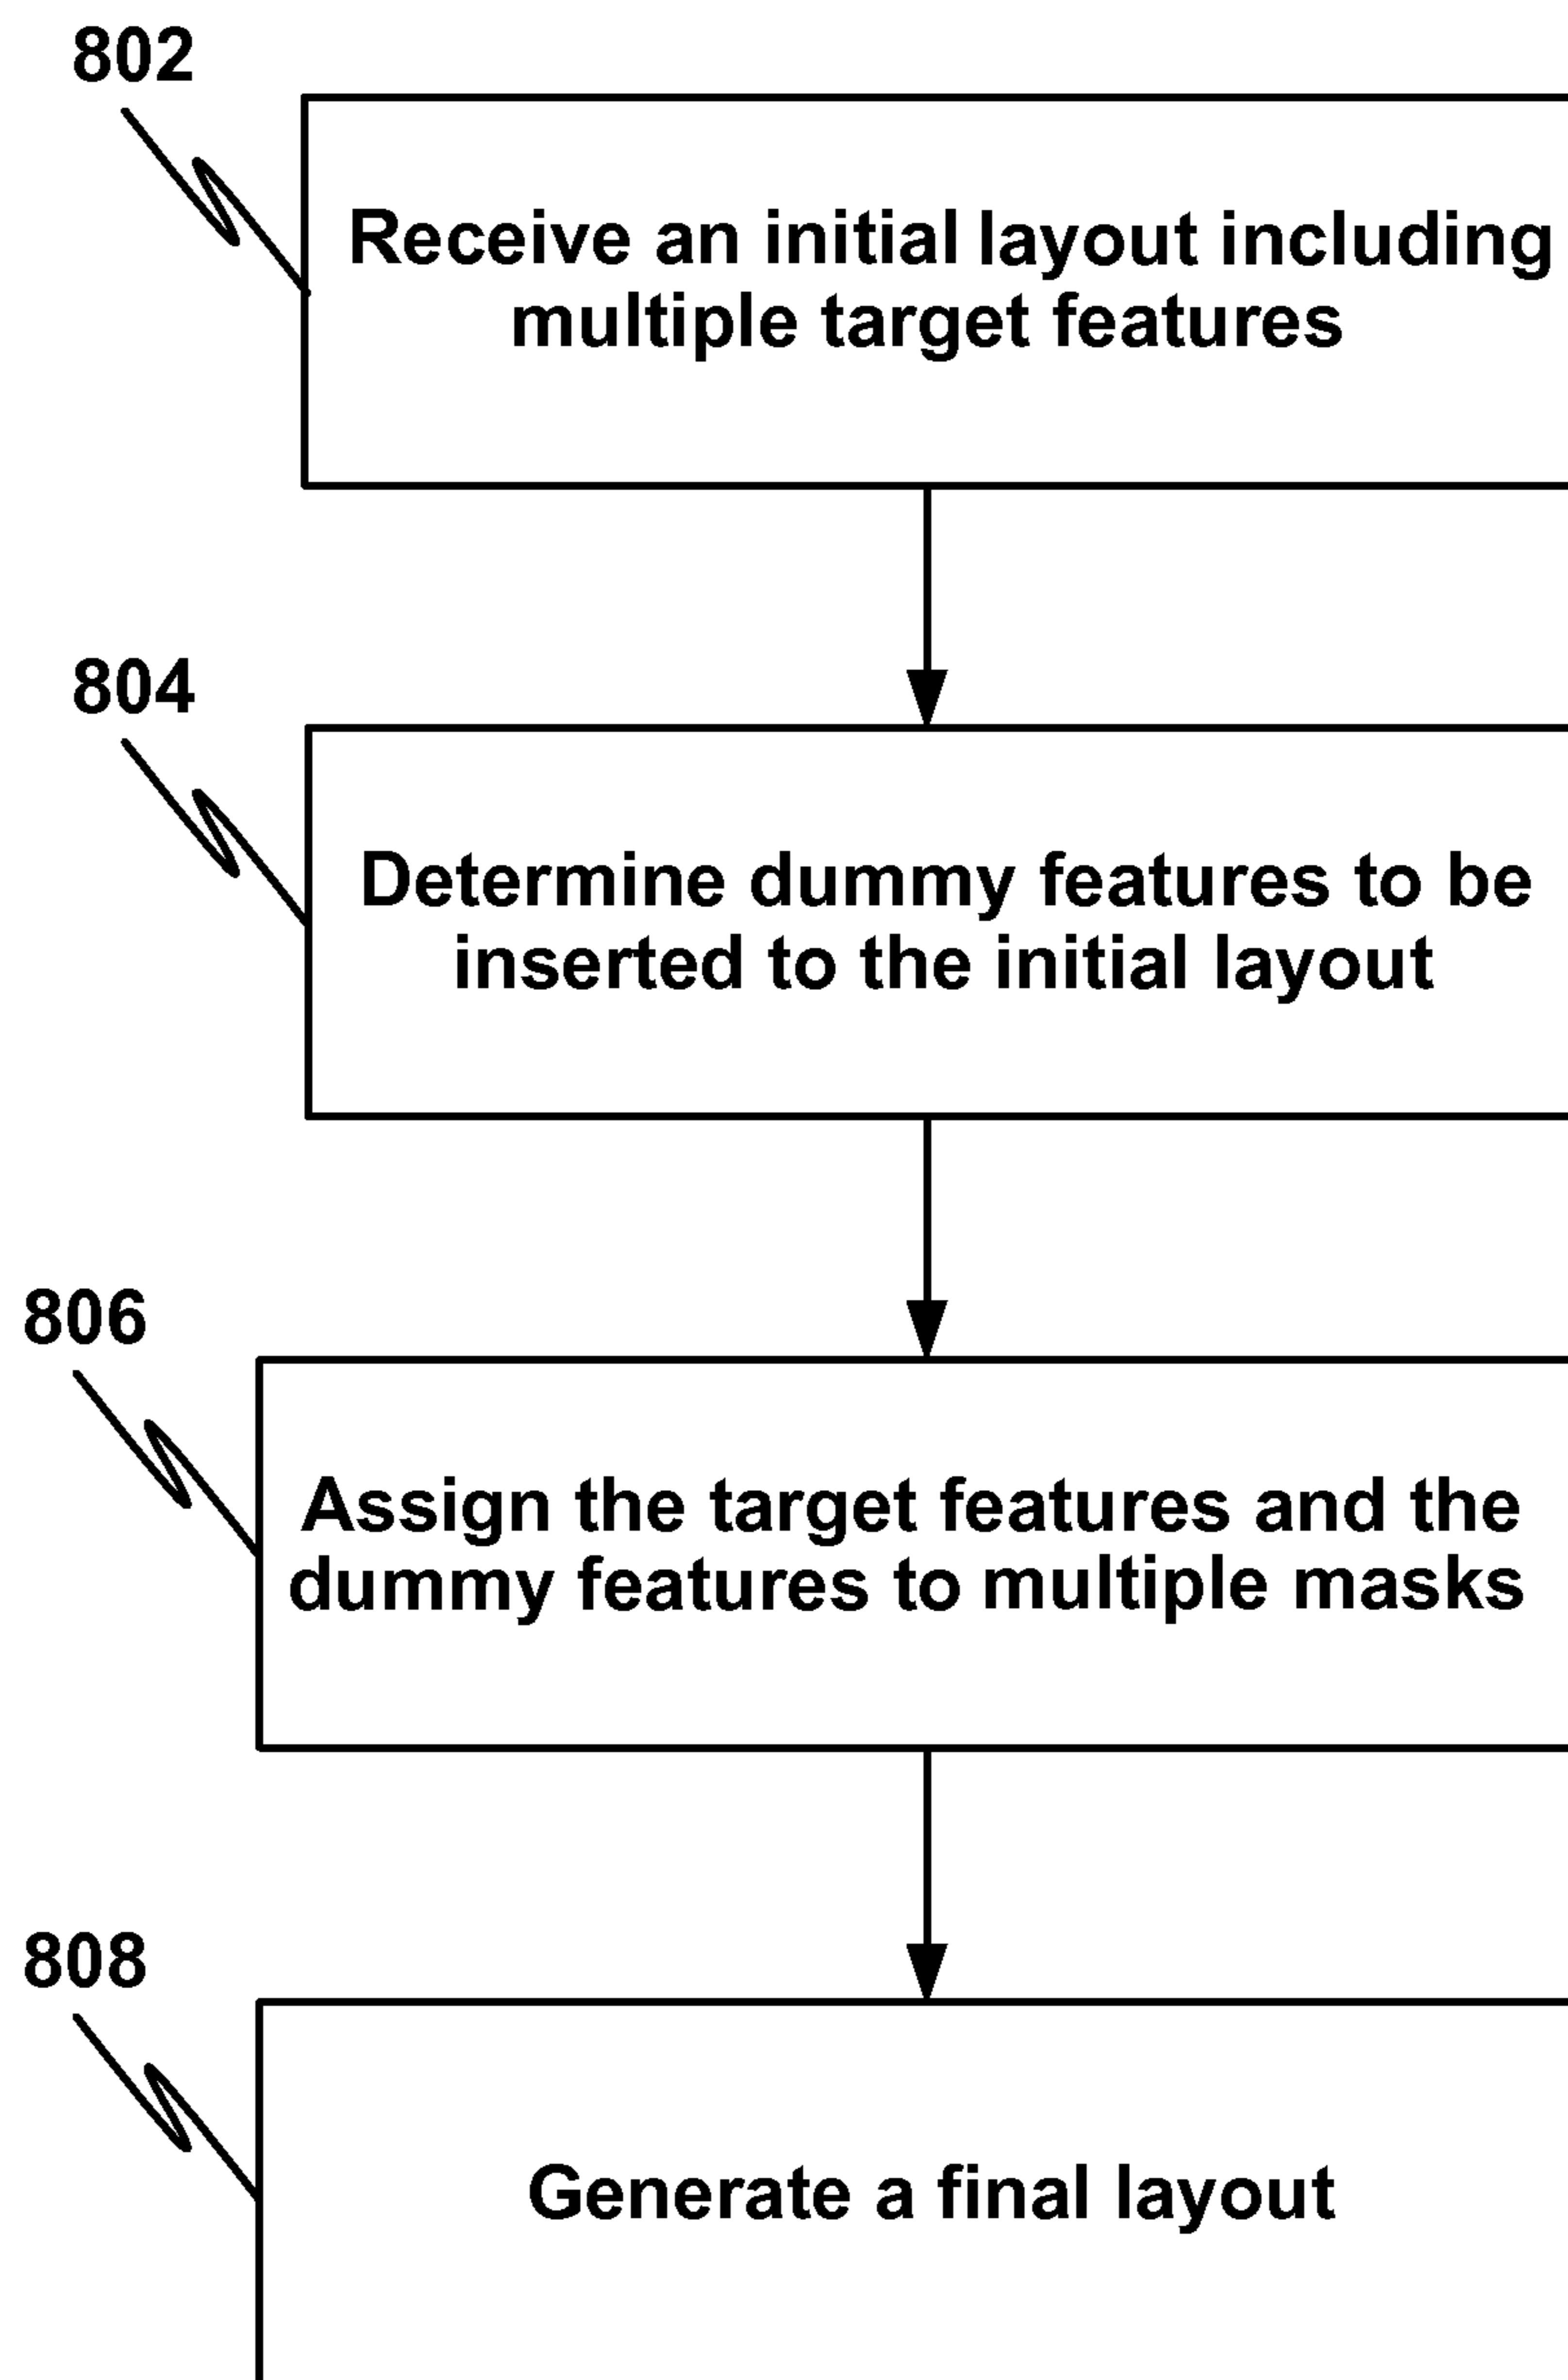 802
Receive an initial layout including
multiple target features
804
Determine dummy features to be
inserted to the initial layout
806
Assign the target features and the
dummy features to multiple masks
808
Generate a final layout